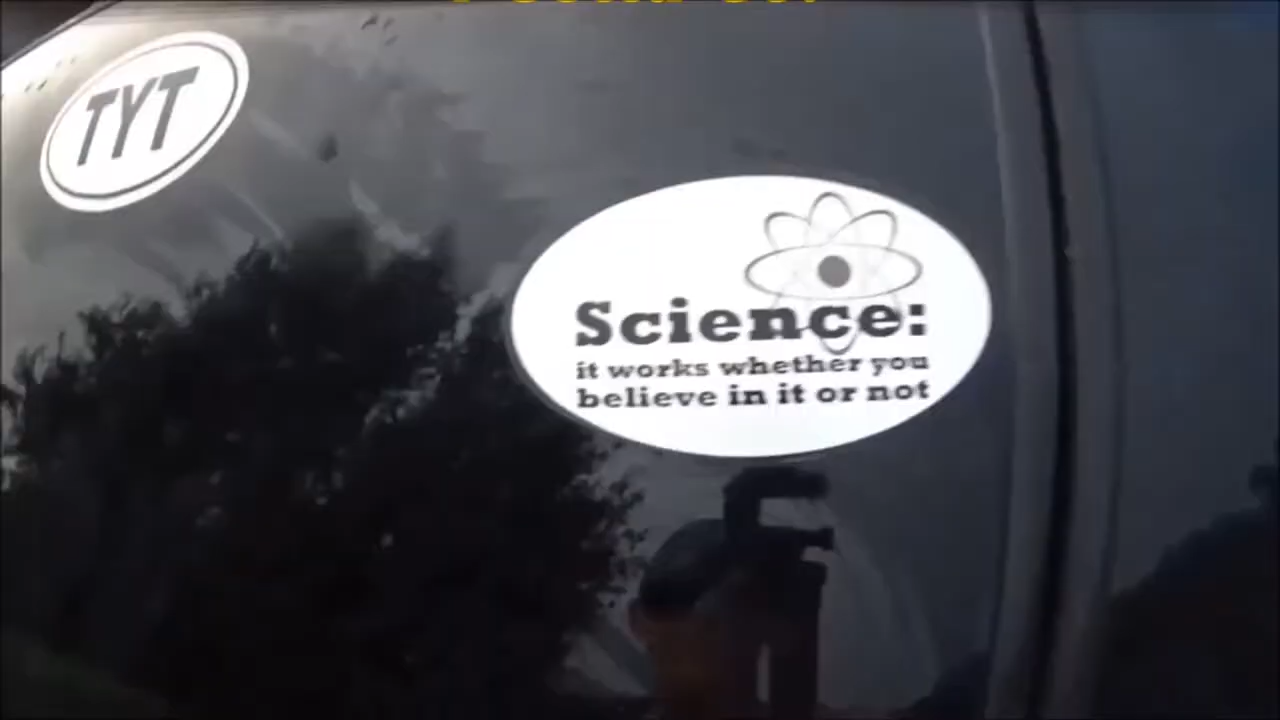 TYT
Science:
it works whether you
believe in it or not